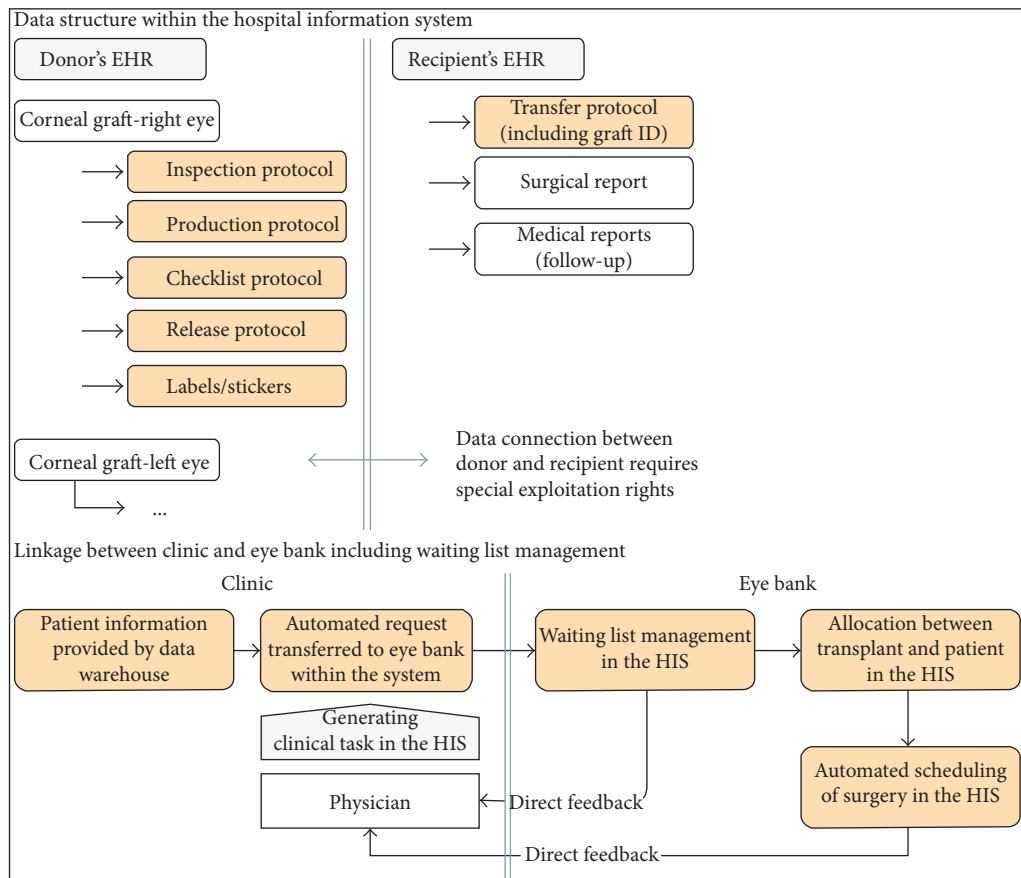 Data structure within the hospital information system
Donor's EHR
Corneal graft-right eye
Inspection protocol
Production protocol
Checklist protocol
Release protocol
Labels/stickers
Corneal graft-left eye
...
Recipient's EHR
Transfer protocol
(including graft ID)
Surgical report
Medical reports
(follow-up)
Data connection between
donor and recipient requires
special exploitation rights
Linkage between clinic and eye bank including waiting list management
Clinic
Patient information
provided by data
warehouse
Automated request
transferred to eye bank
within the system
Generating
clinical task in the HIS
Physician
Eye bank
Waiting list management
in the HIS
Allocation between
transplant and patient
in the HIS
Automated scheduling
of surgery in the HIS
Direct feedback
Direct feedback